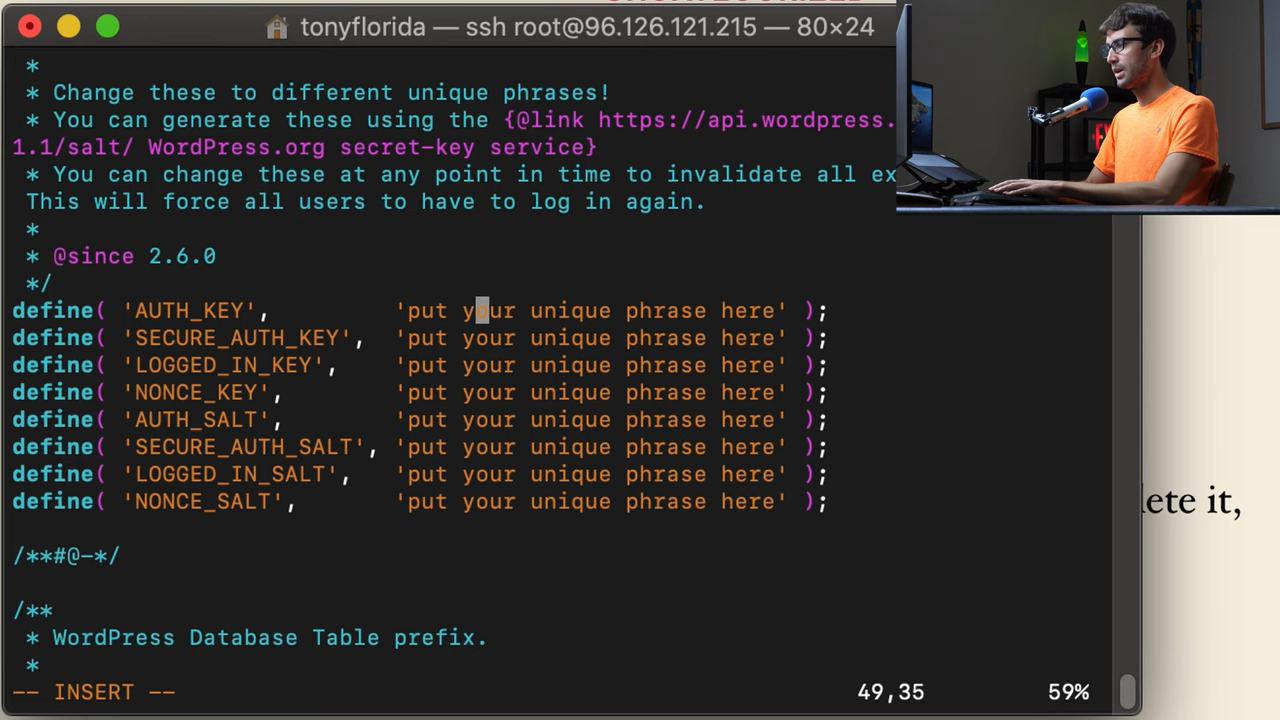 tonyflorida — ssh root@96.126.121.215 — 80×24
*
* Change these to different unique phrases!
* You can generate these using the {@link https://api.wordpress.
1.1/salt/ WordPress.org secret-key service}
* You can change these at any point in time to invalidate all ex
This will force all users to have to log in again.
*
* @since 2.6.0
*/
define( 'AUTH_KEY',         'put your unique phrase here' );
define( 'SECURE_AUTH_KEY',  'put your unique phrase here' );
define( 'LOGGED_IN_KEY',    'put your unique phrase here' );
define( 'NONCE_KEY',        'put your unique phrase here' );
define( 'AUTH_SALT',        'put your unique phrase here' );
define( 'SECURE_AUTH_SALT', 'put your unique phrase here' );
define( 'LOGGED_IN_SALT',   'put your unique phrase here' );
define( 'NONCE_SALT',       'put your unique phrase here' );
lete it,
/**#@-*/
/**
* WordPress Database Table prefix.
*
-- INSERT -- 49,35 59%